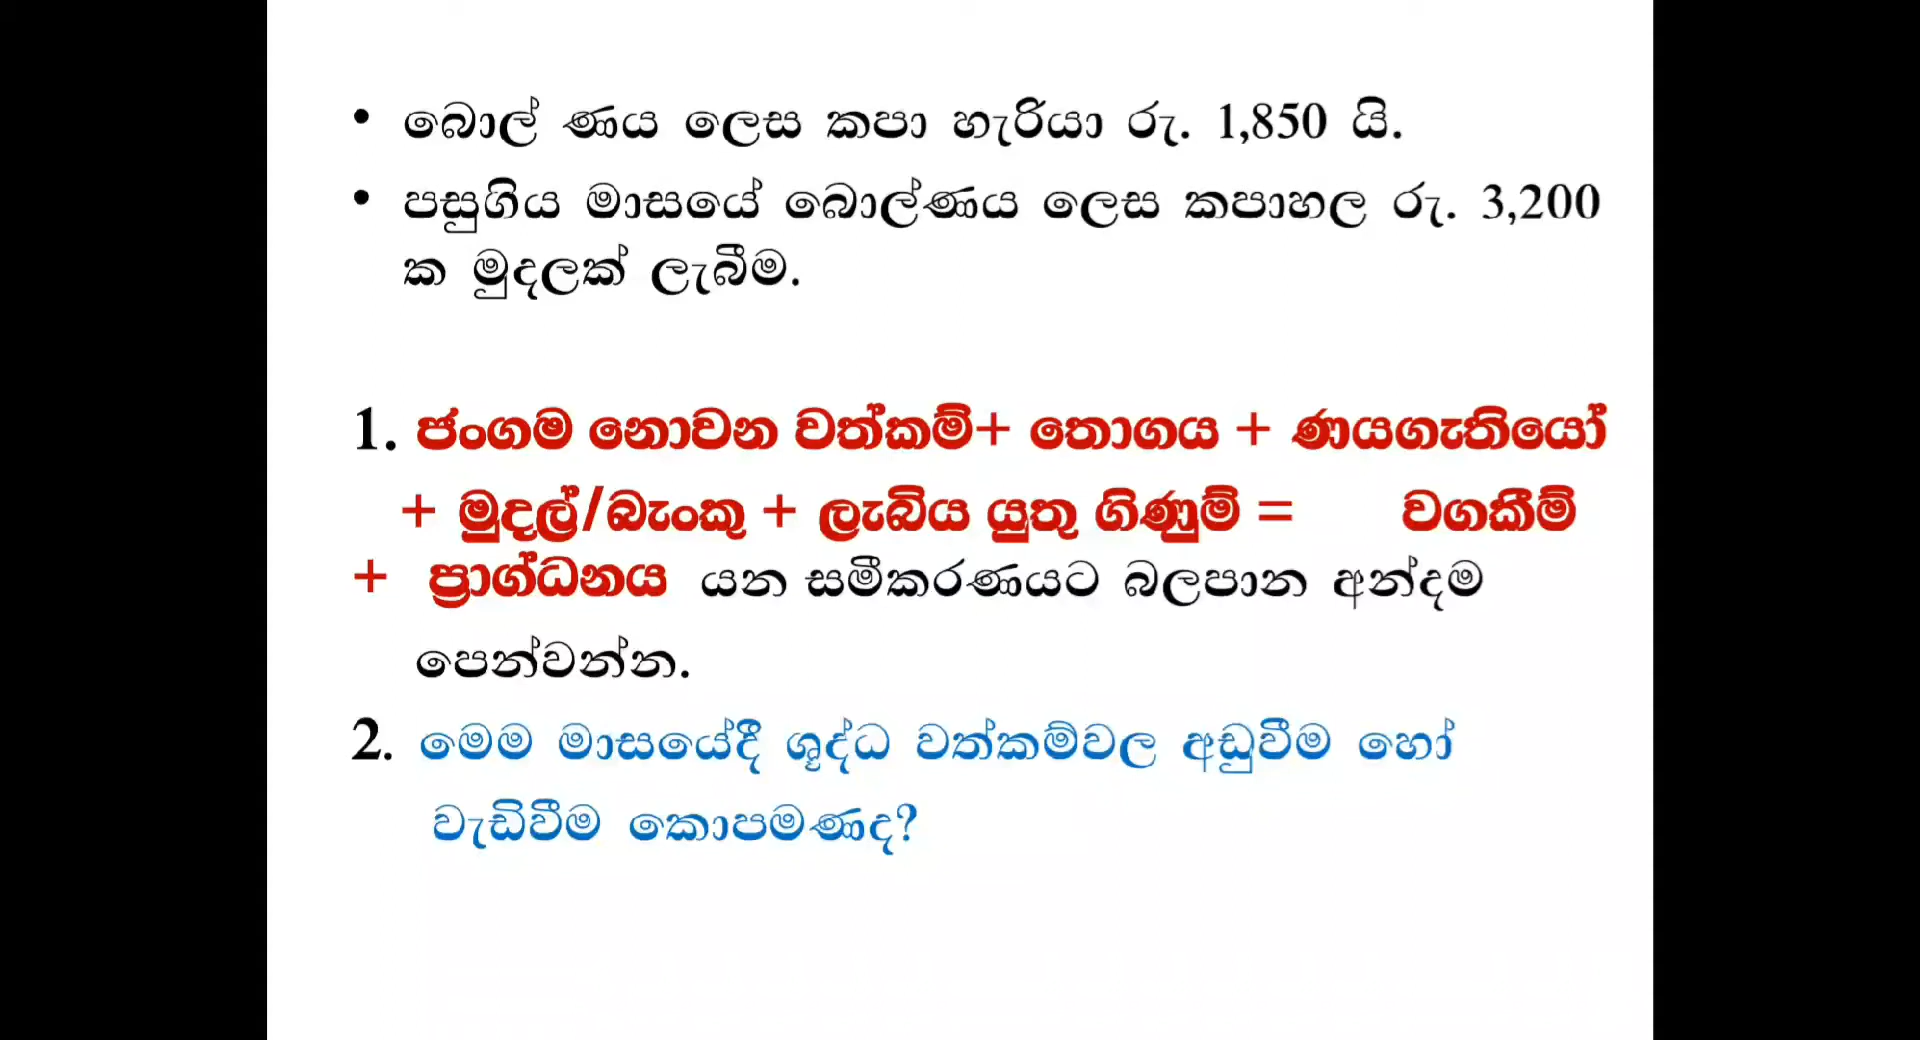 • බොල් ණය ලෙස කපා හැරියා රු. 1,850 යි.
• පසුගිය මාසයේ බොල්ණය ලෙස කපාහල රු. 3,200
ක මුදලක් ලැබීම.
1. ජංගම නොවන වත්කම්+ තොගය + ණයගැතියෝ
+ මුදල්/බැංකු + ලැබිය යුතු ගිණුම් = වගකීම්
+ ප්‍රාග්ධනය යන සමීකරණයට බලපාන අන්දම
පෙන්වන්න.
2. මෙම මාසයේදී ශුද්ධ වත්කම්වල අඩුවීම හෝ
වැඩිවීම කොපමණද?